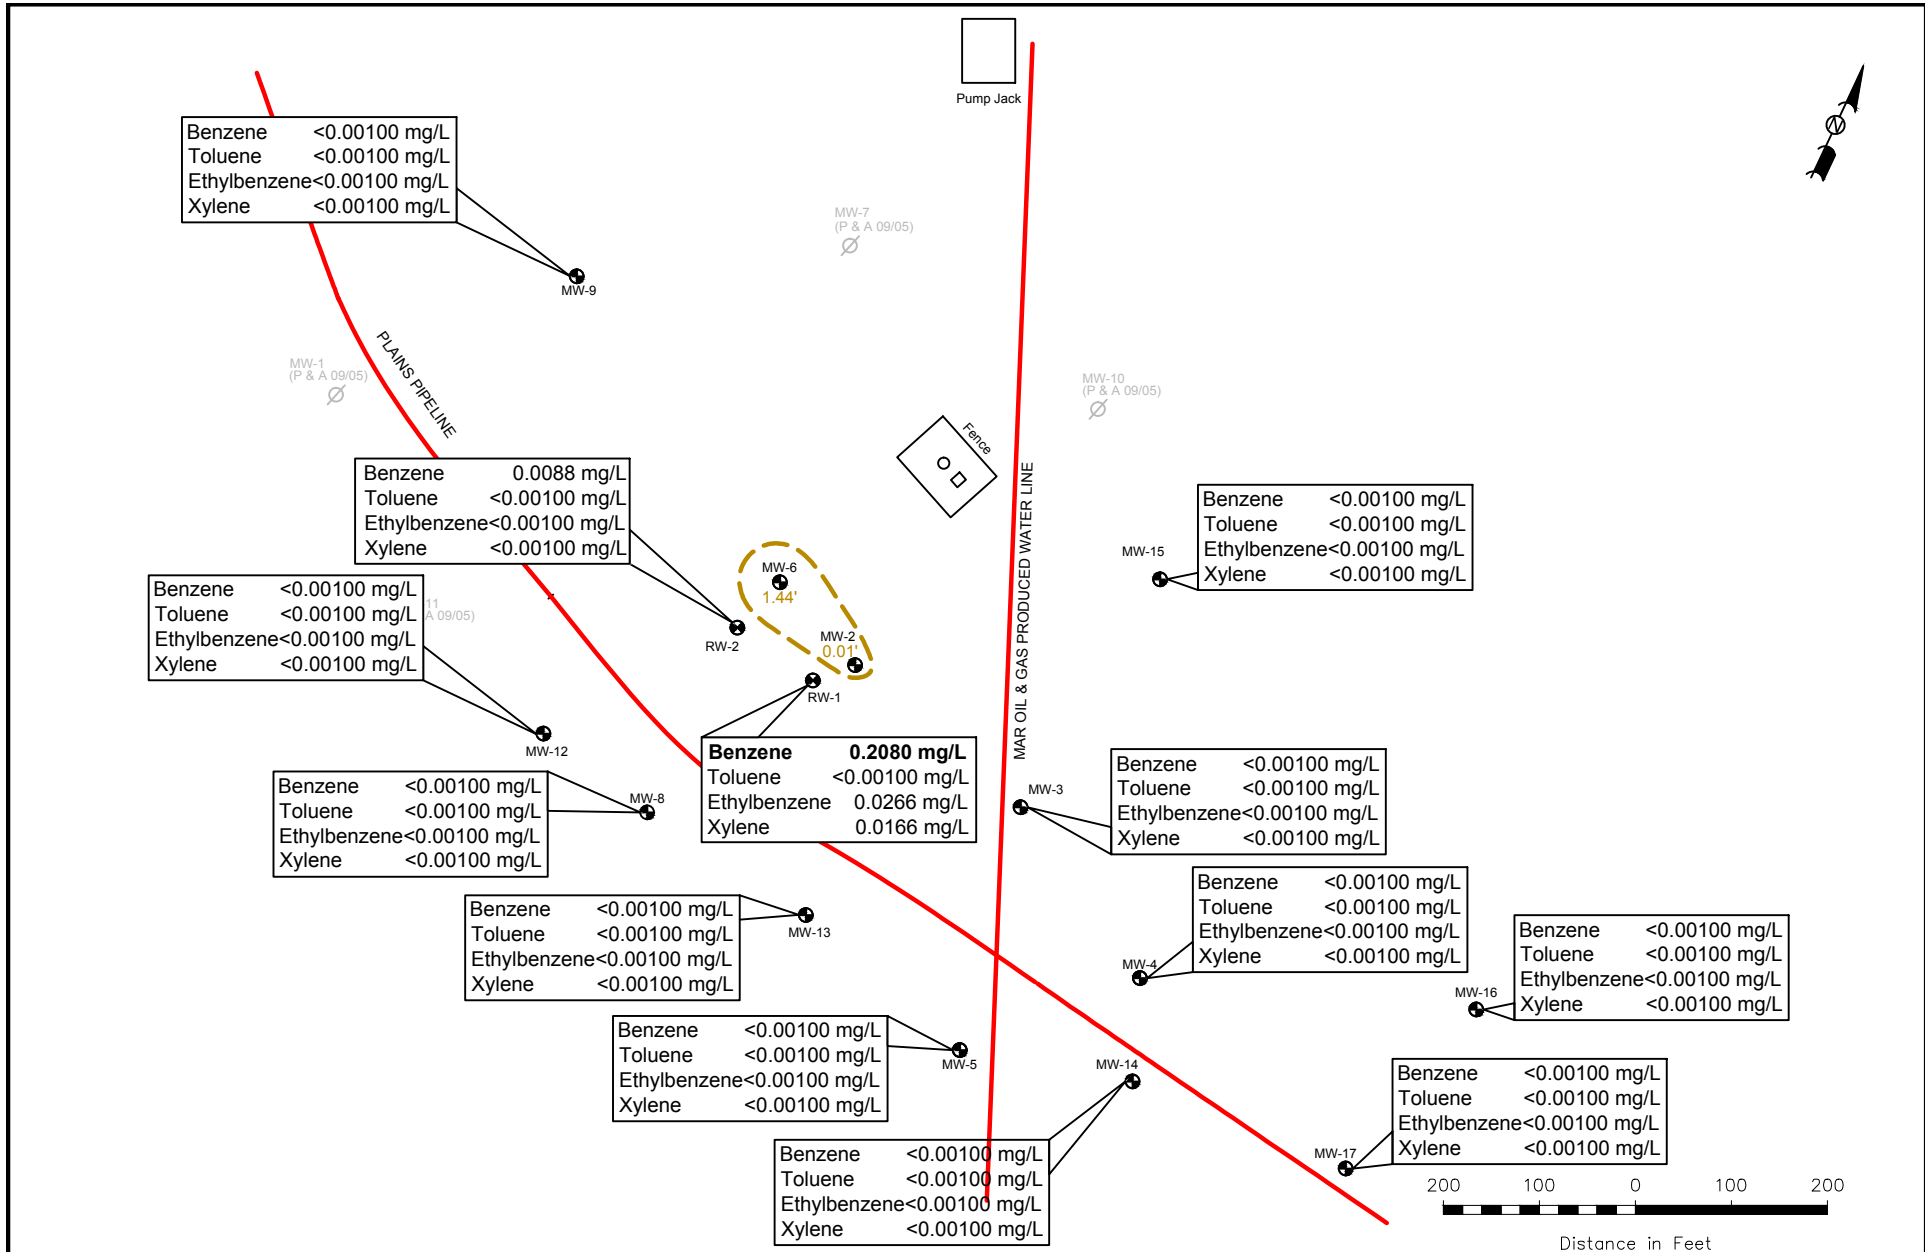 Pump Jack
Benzene <0.00100 mg/L
Toluene <0.00100 mg/L
Ethylbenzene<0.00100 mg/L
Xylene <0.00100 mg/L
N
MW-7
(P & A 09/05)
MW-9
MW-1
(P & A 09/05)
PLAINS PIPELINE
MW-10
(P & A 09/05)
Fence
MAR OIL & GAS PRODUCED WATER LINE
Benzene 0.0088 mg/L
Toluene <0.00100 mg/L
Ethylbenzene<0.00100 mg/L
Xylene <0.00100 mg/L
Benzene <0.00100 mg/L
Toluene <0.00100 mg/L
Ethylbenzene<0.00100 mg/L
Xylene <0.00100 mg/L
MW-15
MW-6
1.44'
Benzene <0.00100 mg/L
Toluene <0.00100 mg/L
Ethylbenzene<0.00100 mg/L
Xylene <0.00100 mg/L
11
A 09/05)
RW-2
MW-2
0.01'
RW-1
MW-12
Benzene 0.2080 mg/L
Toluene <0.00100 mg/L
Ethylbenzene 0.0266 mg/L
Xylene 0.0166 mg/L
Benzene <0.00100 mg/L
Toluene <0.00100 mg/L
Ethylbenzene<0.00100 mg/L
Xylene <0.00100 mg/L
MW-8
MW-3
Benzene <0.00100 mg/L
Toluene <0.00100 mg/L
Ethylbenzene<0.00100 mg/L
Xylene <0.00100 mg/L
Benzene <0.00100 mg/L
Toluene <0.00100 mg/L
Ethylbenzene<0.00100 mg/L
Xylene <0.00100 mg/L
MW-13
MW-4
Benzene <0.00100 mg/L
Toluene <0.00100 mg/L
Ethylbenzene<0.00100 mg/L
Xylene <0.00100 mg/L
MW-16
Benzene <0.00100 mg/L
Toluene <0.00100 mg/L
Ethylbenzene<0.00100 mg/L
Xylene <0.00100 mg/L
Benzene <0.00100 mg/L
Toluene <0.00100 mg/L
Ethylbenzene<0.00100 mg/L
Xylene <0.00100 mg/L
MW-5
MW-14
Benzene <0.00100 mg/L
Toluene <0.00100 mg/L
Ethylbenzene<0.00100 mg/L
Xylene <0.00100 mg/L
MW-17
Benzene <0.00100 mg/L
Toluene <0.00100 mg/L
Ethylbenzene<0.00100 mg/L
Xylene <0.00100 mg/L
200 100 0 100 200
Distance in Feet